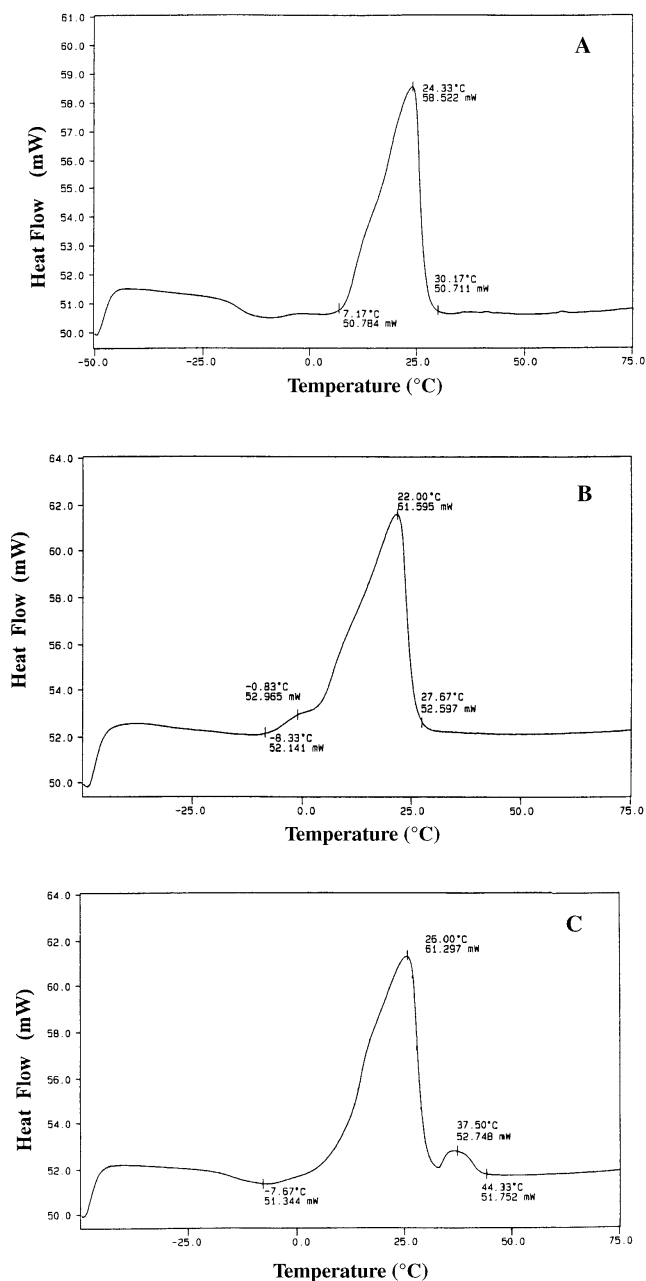 A
61.0
60.0
59.0
58.0
57.0
56.0
55.0
54.0
53.0
52.0
51.0
50.0
Heat Flow (mW)
24.33°C
58.522 mW
30.17°C
50.711 mW
7.17°C
50.784 mW
-50.0
-25.0
0.0
25.0
50.0
75.0
Temperature (°C)
B
64.0
62.0
60.0
58.0
56.0
54.0
52.0
50.0
Heat Flow (mW)
22.00°C
61.595 mW
-0.83°C
52.965 mW
27.67°C
52.597 mW
-8.33°C
52.141 mW
-25.0
0.0
25.0
50.0
75.0
Temperature (°C)
C
64.0
62.0
60.0
58.0
56.0
54.0
52.0
50.0
Heat Flow (mW)
26.00°C
61.297 mW
37.50°C
52.748 mW
-7.67°C
51.344 mW
44.33°C
51.752 mW
-25.0
0.0
25.0
50.0
75.0
Temperature (°C)